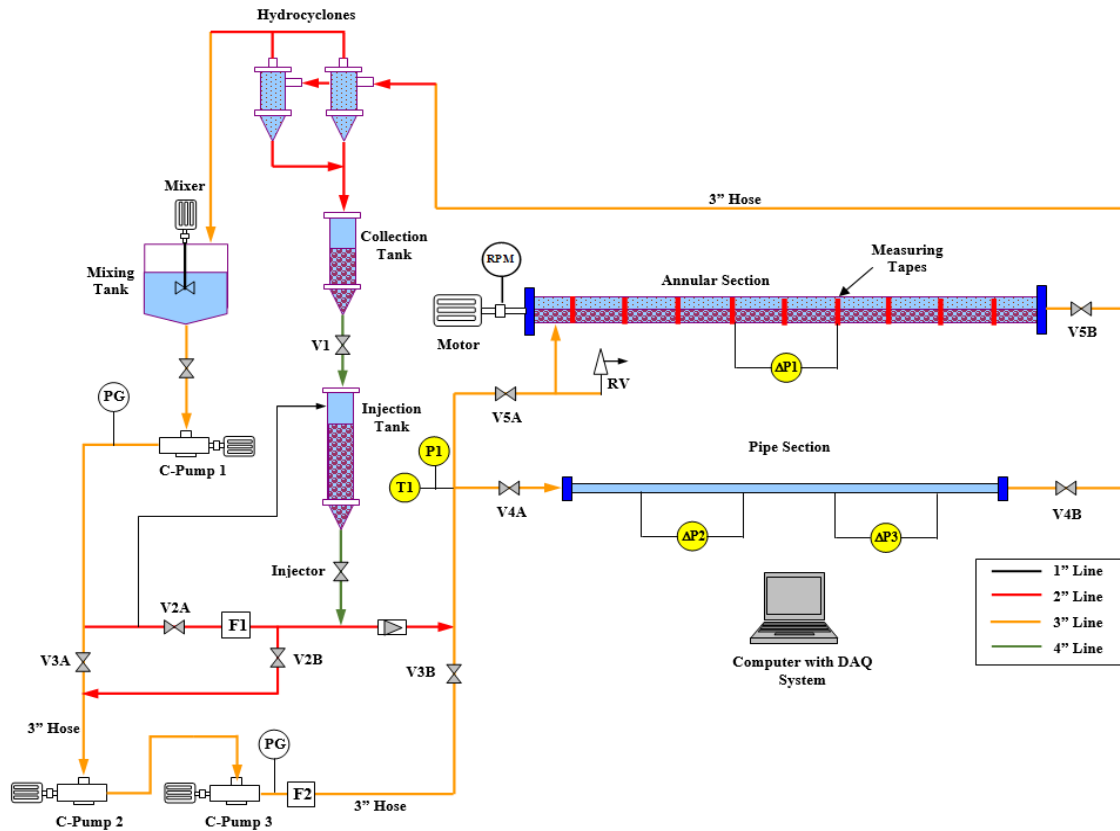 Hydrocyclones
Mixer
3” Hose
Collection
Tank
Measuring
Tapes
RPM
Mixing
Tank
Annular Section
Motor
V5B
V1
ΔP1
RV
PG
Injection
Tank
V5A
C-Pump 1
P1
Pipe Section
T1
V4A
V4B
ΔP2
ΔP3
Injector
1” Line
V2A
2” Line
F1
3” Line
V3A
V2B
V3B
4” Line
Computer with DAQ
System
3” Hose
PG
F2
3” Hose
C-Pump 2
C-Pump 3